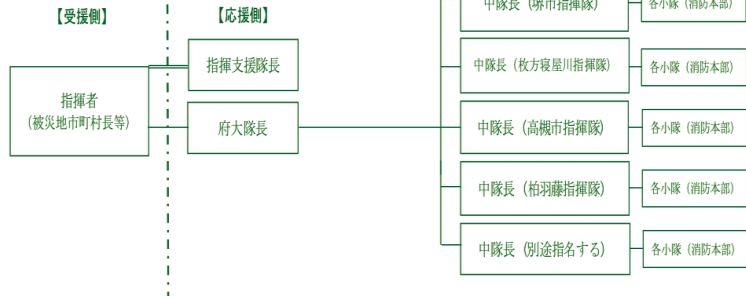 【受援側】
【応援側】
指揮者
(被災地市町村長等)
指揮支援隊長
府大隊長
中隊長(堺市指揮隊)
各小隊(消防本部)
中隊長(枚方寝屋川指揮隊)
各小隊(消防本部)
中隊長(高槻市指揮隊)
各小隊(消防本部)
中隊長(柏羽藤指揮隊)
各小隊(消防本部)
中隊長(別途指名する)
各小隊(消防本部)